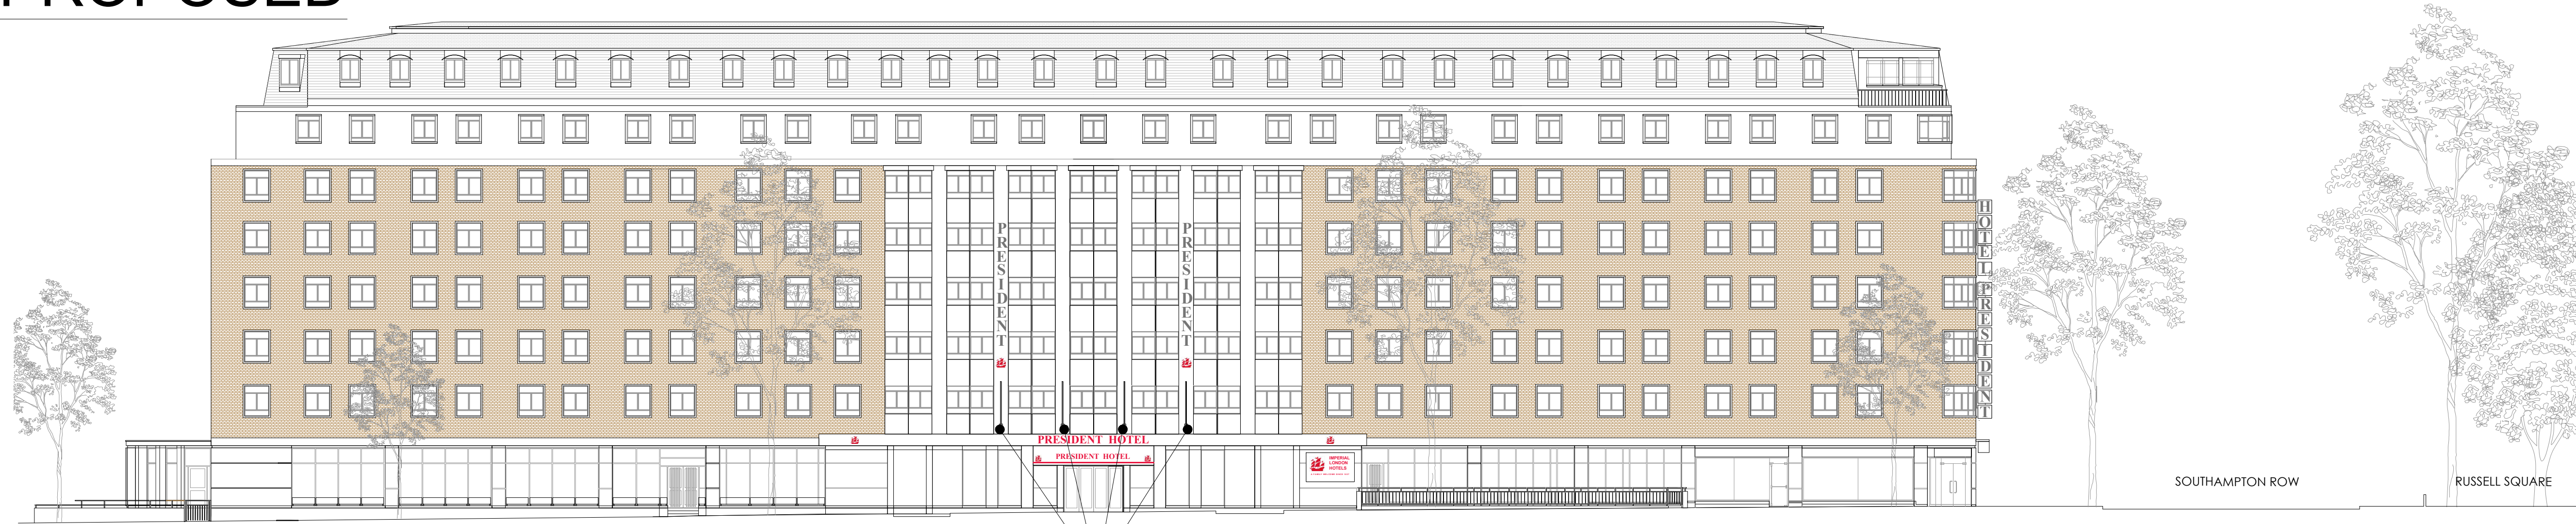 PROPOSED
PRESIDENT
PRESIDENT
HOTEL PRESIDENT
PRESIDENT HOTEL
PRESIDENT HOTEL
IMPERIAL
LONDON
HOTELS
SOUTHAMPTON ROW
RUSSELL SQUARE